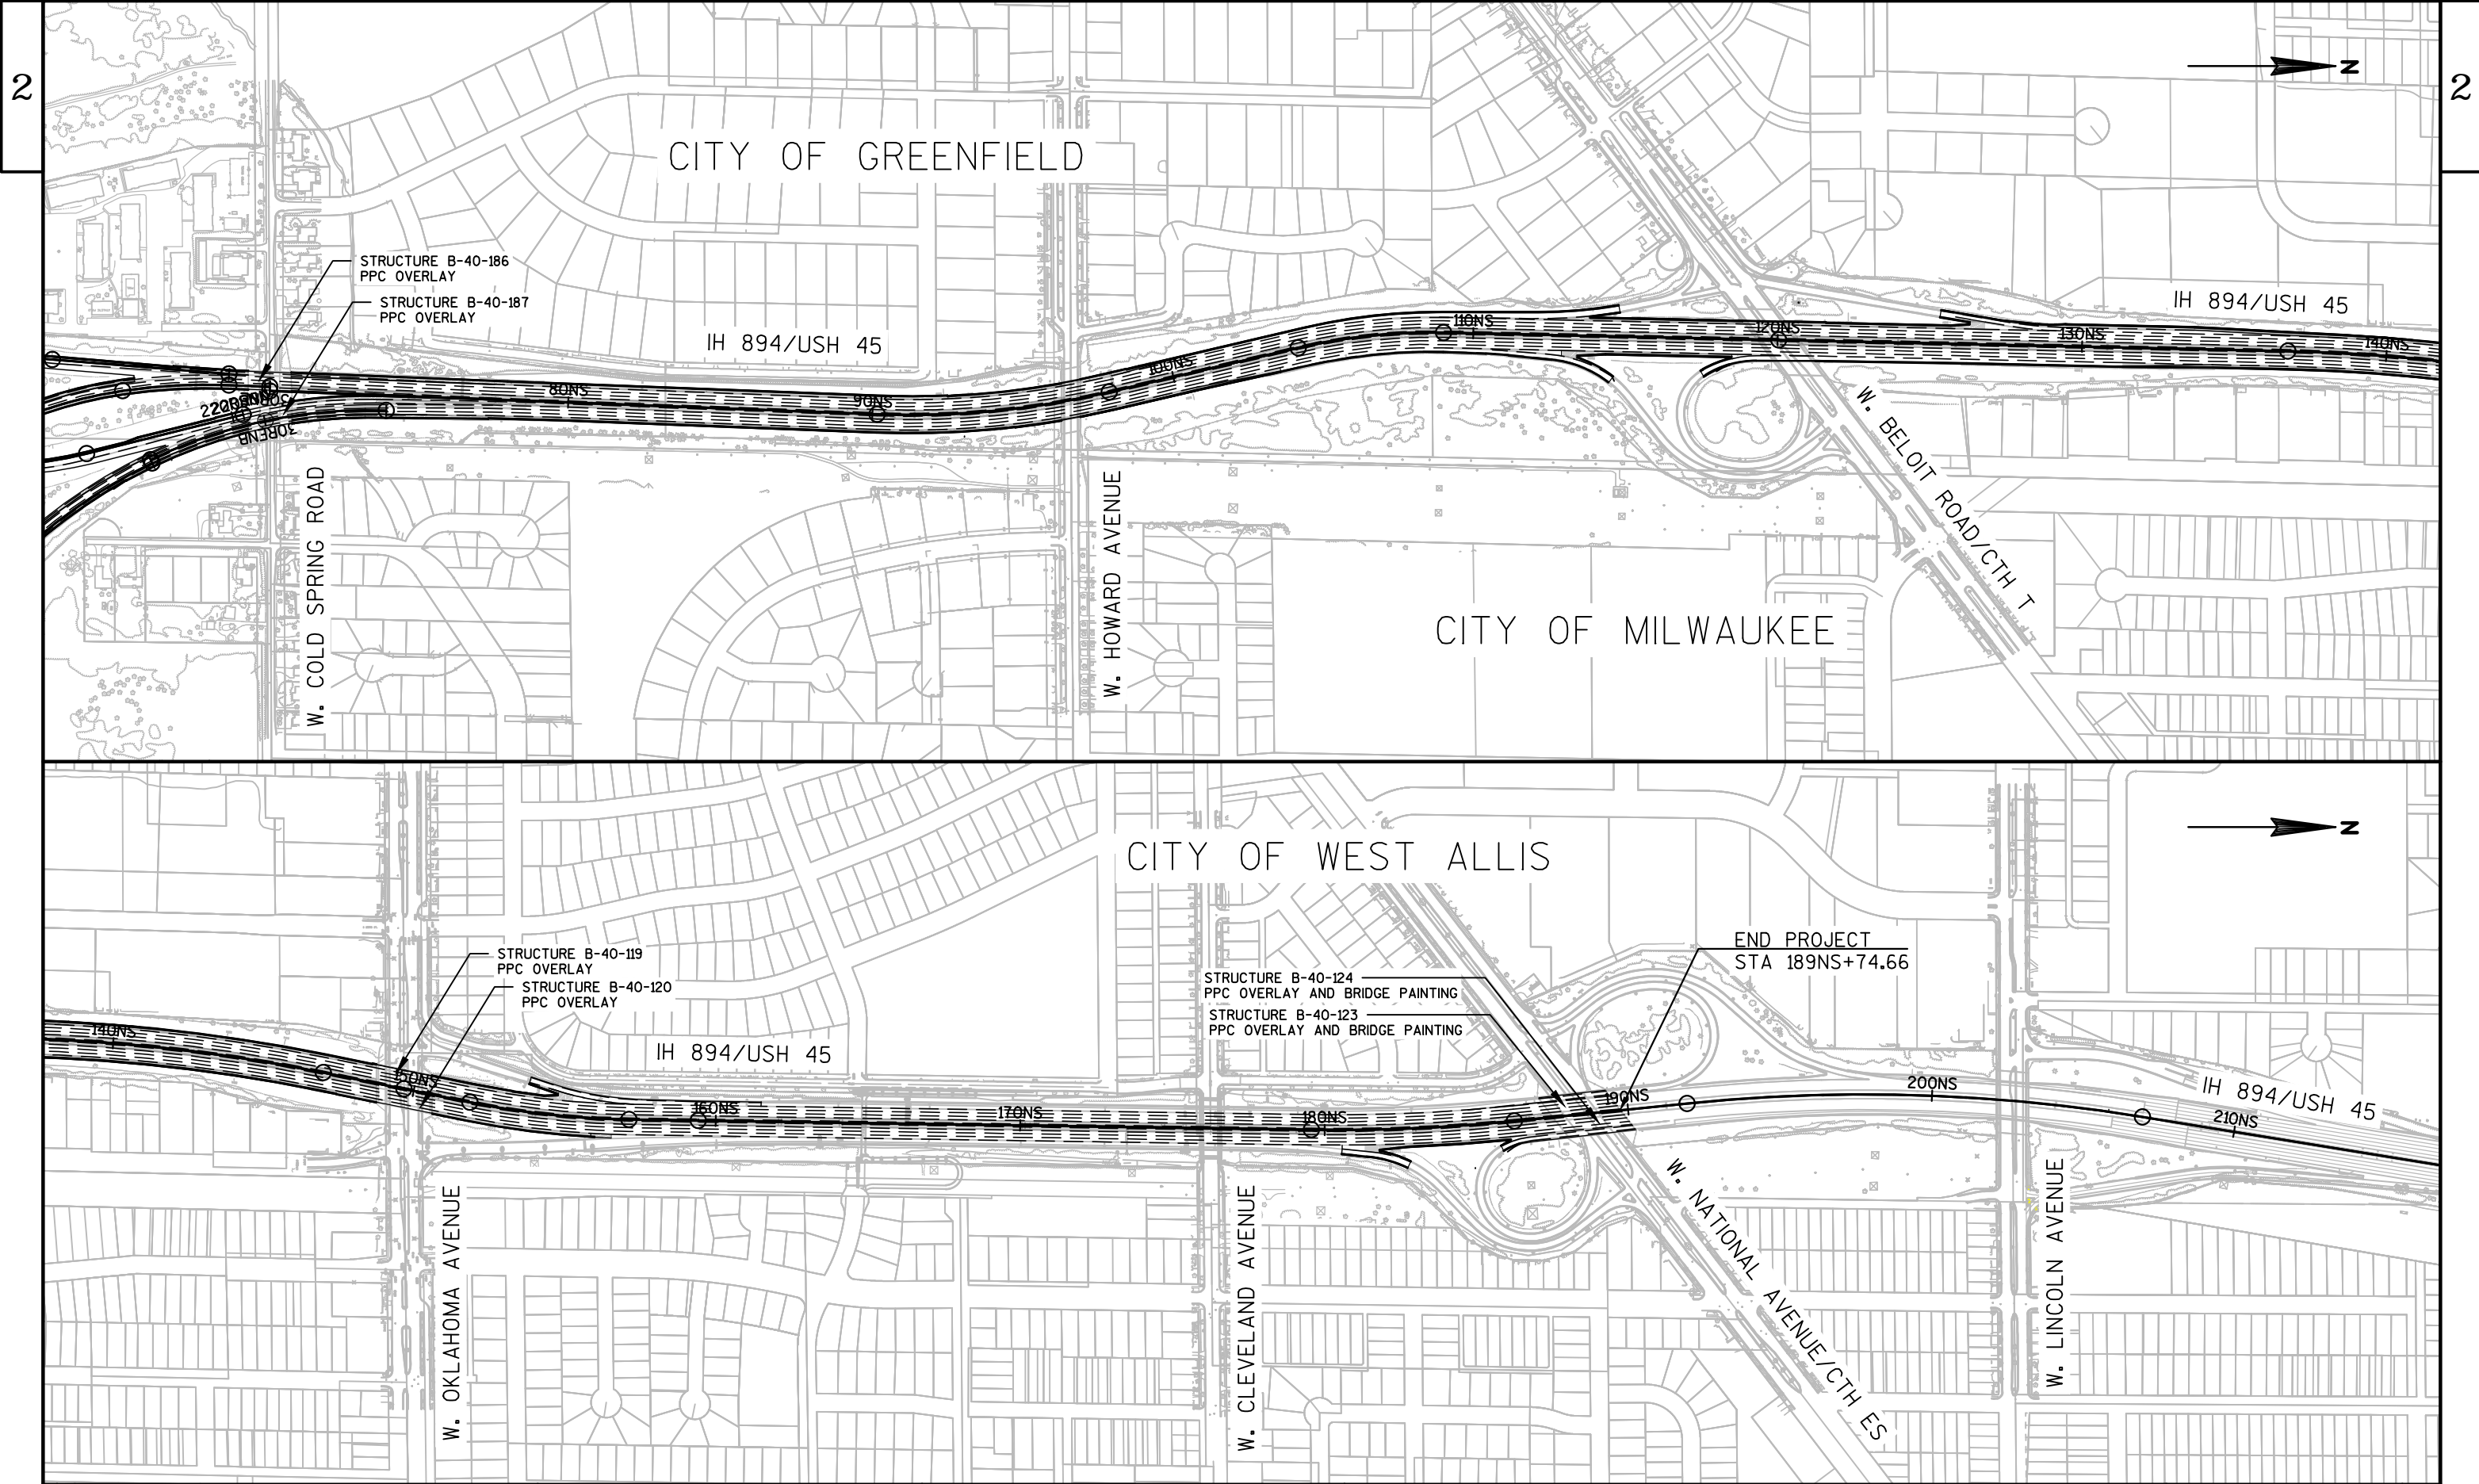 2
2
N
CITY OF GREENFIELD
STRUCTURE B-40-186
PPC OVERLAY
STRUCTURE B-40-187
PPC OVERLAY
IH 894/USH 45
IH 894/USH 45
80NS
90NS
100NS
110NS
120NS
130NS
140NS
30RENB
W. COLD SPRING ROAD
W. HOWARD AVENUE
W. BELOIT ROAD/CTH T
CITY OF MILWAUKEE
N
CITY OF WEST ALLIS
STRUCTURE B-40-119
PPC OVERLAY
STRUCTURE B-40-120
PPC OVERLAY
STRUCTURE B-40-124
PPC OVERLAY AND BRIDGE PAINTING
STRUCTURE B-40-123
PPC OVERLAY AND BRIDGE PAINTING
END PROJECT
STA 189NS+74.66
IH 894/USH 45
IH 894/USH 45
140NS
150NS
160NS
170NS
180NS
190NS
200NS
210NS
W. OKLAHOMA AVENUE
W. CLEVELAND AVENUE
W. NATIONAL AVENUE/CTH ES
W. LINCOLN AVENUE